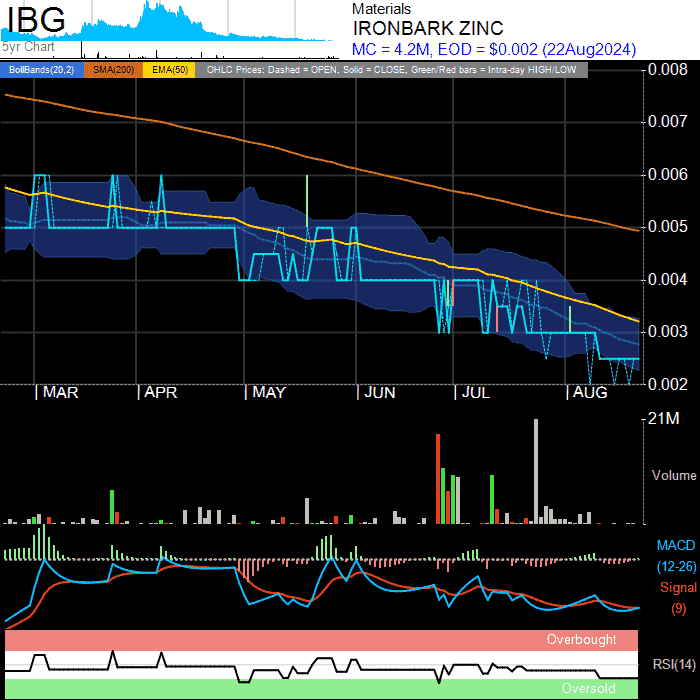 IBG
5yr Chart
Materials
IRONBARK ZINC
MC = 4.2M, EOD = $0.002 (22Aug2024)
BollBands(20,2) SMA(200) EMA(50) OHLC Prices: Dashed = OPEN, Solid = CLOSE, Green/Red bars = Intra-day HIGH/LOW
0.008
0.007
0.006
0.005
0.004
0.003
0.002
MAR APR MAY JUN JUL AUG
21M
Volume
MACD
(12-26)
Signal
(9)
Overbought
RSI(14)
Oversold